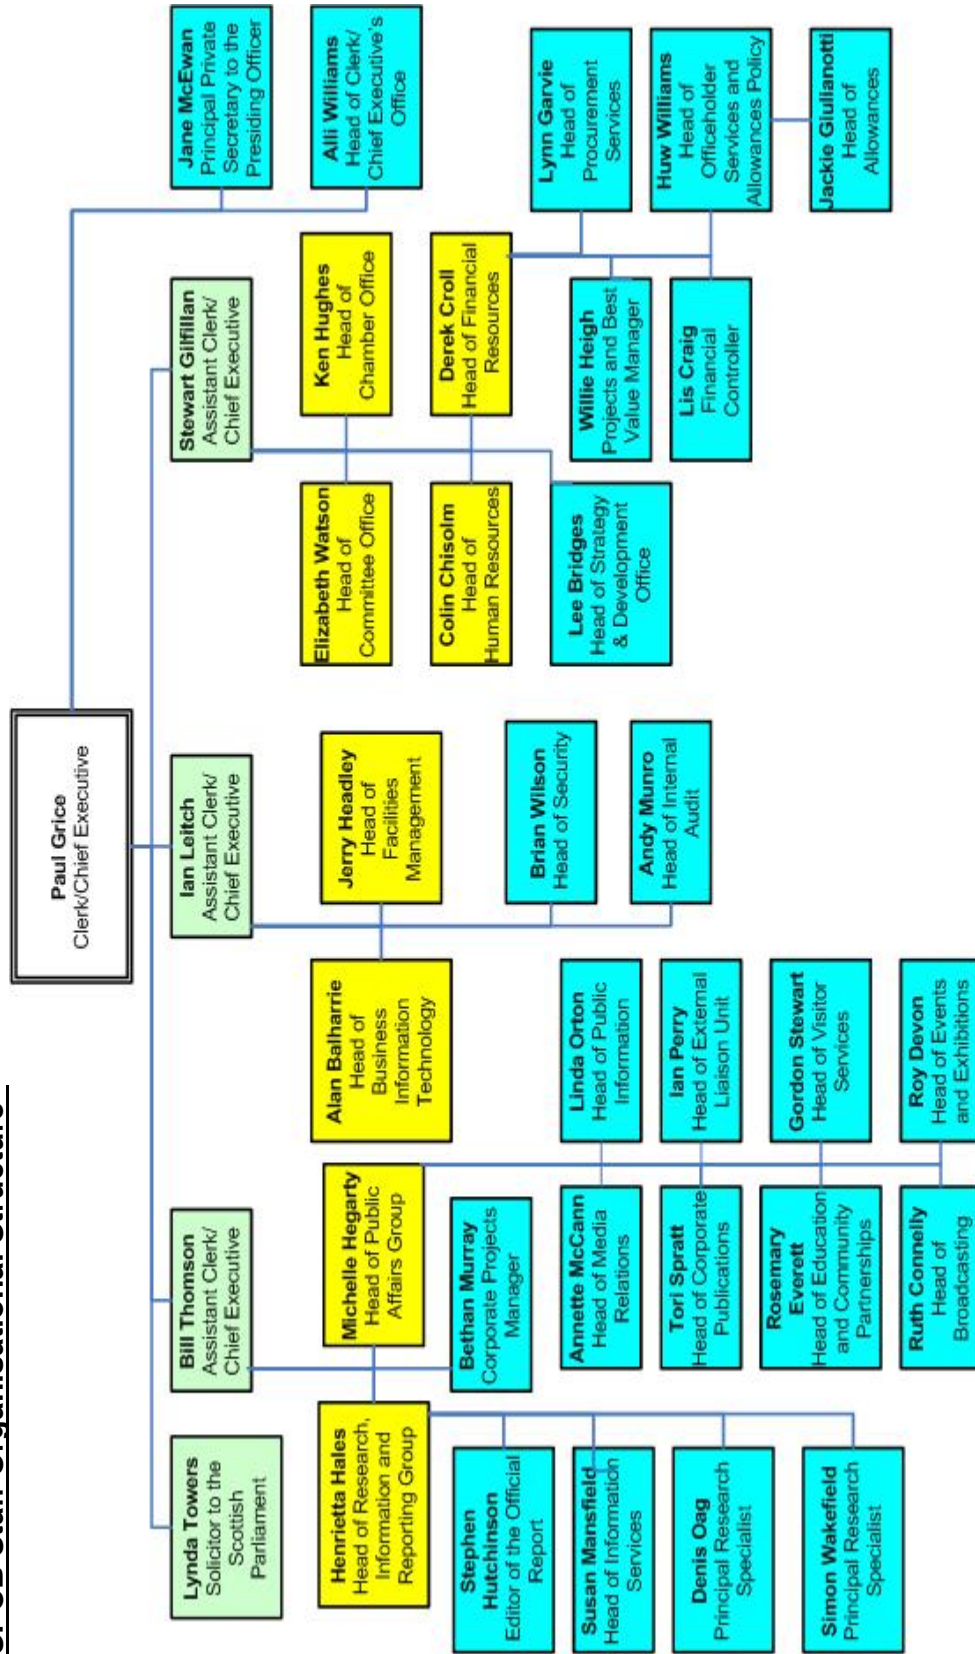 SPCB Staff Organisational Structure
Paul Grice
Clerk/Chief Executive
Lynda Towers
Solicitor to the
Scottish
Parliament
Bill Thomson
Assistant Clerk/
Chief Executive
Ian Leitch
Assistant Clerk/
Chief Executive
Stewart Gilfillan
Assistant Clerk/
Chief Executive
Jane McEwan
Principal Private
Secretary to the
Presiding Officer
Alli Williams
Head of Clerk/
Chief Executive's
Office
Henrietta Hales
Head of Research,
Information and
Reporting Group
Michelle Hegarty
Head of Public
Affairs Group
Bethan Murray
Corporate Projects
Manager
Stephen
Hutchinson
Editor of the Official
Report
Susan Mansfield
Head of Information
Services
Denis Oag
Principal Research
Specialist
Simon Wakefield
Principal Research
Specialist
Annette McCann
Head of Media
Relations
Linda Orton
Head of Public
Information
Tori Spratt
Head of Corporate
Publications
Ian Perry
Head of External
Liaison Unit
Rosemary
Everett
Head of Education
and Community
Partnerships
Gordon Stewart
Head of Visitor
Services
Ruth Connelly
Head of
Broadcasting
Roy Devon
Head of Events
and Exhibitions
Alan Balharrie
Head of
Business
Information
Technology
Jerry Headley
Head of
Facilities
Management
Brian Wilson
Head of Security
Andy Munro
Head of Internal
Audit
Elizabeth Watson
Head of
Committee Office
Ken Hughes
Head of
Chamber Office
Colin Chisolm
Head of
Human Resources
Derek Croll
Head of Financial
Resources
Lee Bridges
Head of Strategy
& Development
Office
Willie Heigh
Projects and Best
Value Manager
Lynn Garvie
Head of
Procurement
Services
Lis Craig
Financial
Controller
Huw Williams
Head of
Officeholder
Services and
Allowances Policy
Jackie Giulianotti
Head of
Allowances